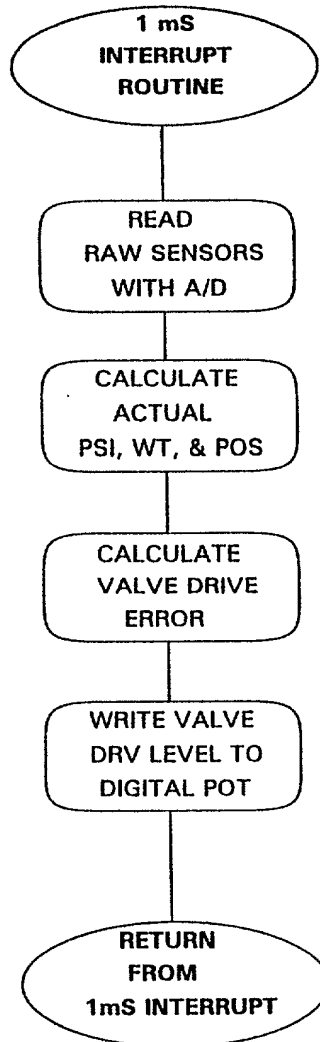 1 mS
INTERRUPT
ROUTINE
READ
RAW SENSORS
WITH A/D
CALCULATE
ACTUAL
PSI, WT, & POS
CALCULATE
VALVE DRIVE
ERROR
WRITE VALVE
DRV LEVEL TO
DIGITAL POT
RETURN
FROM
1mS INTERRUPT